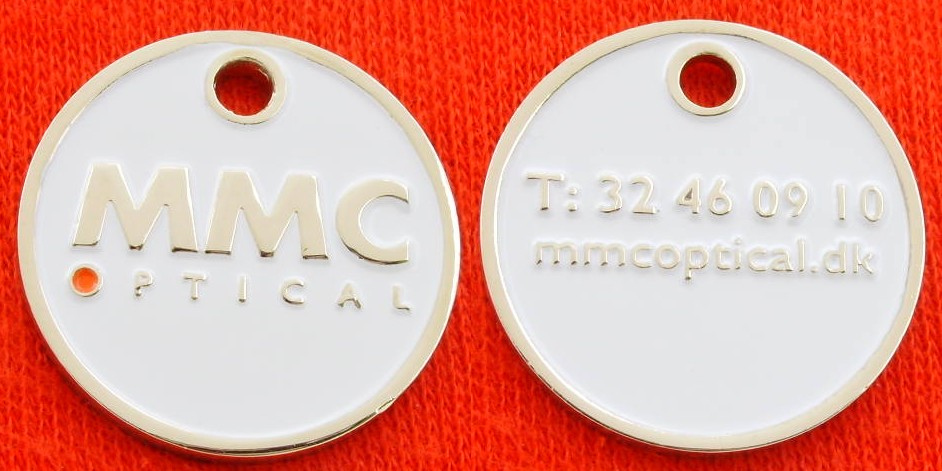 MMC
OPTICAL
T: 32 46 09 10
mmcoptical.dk